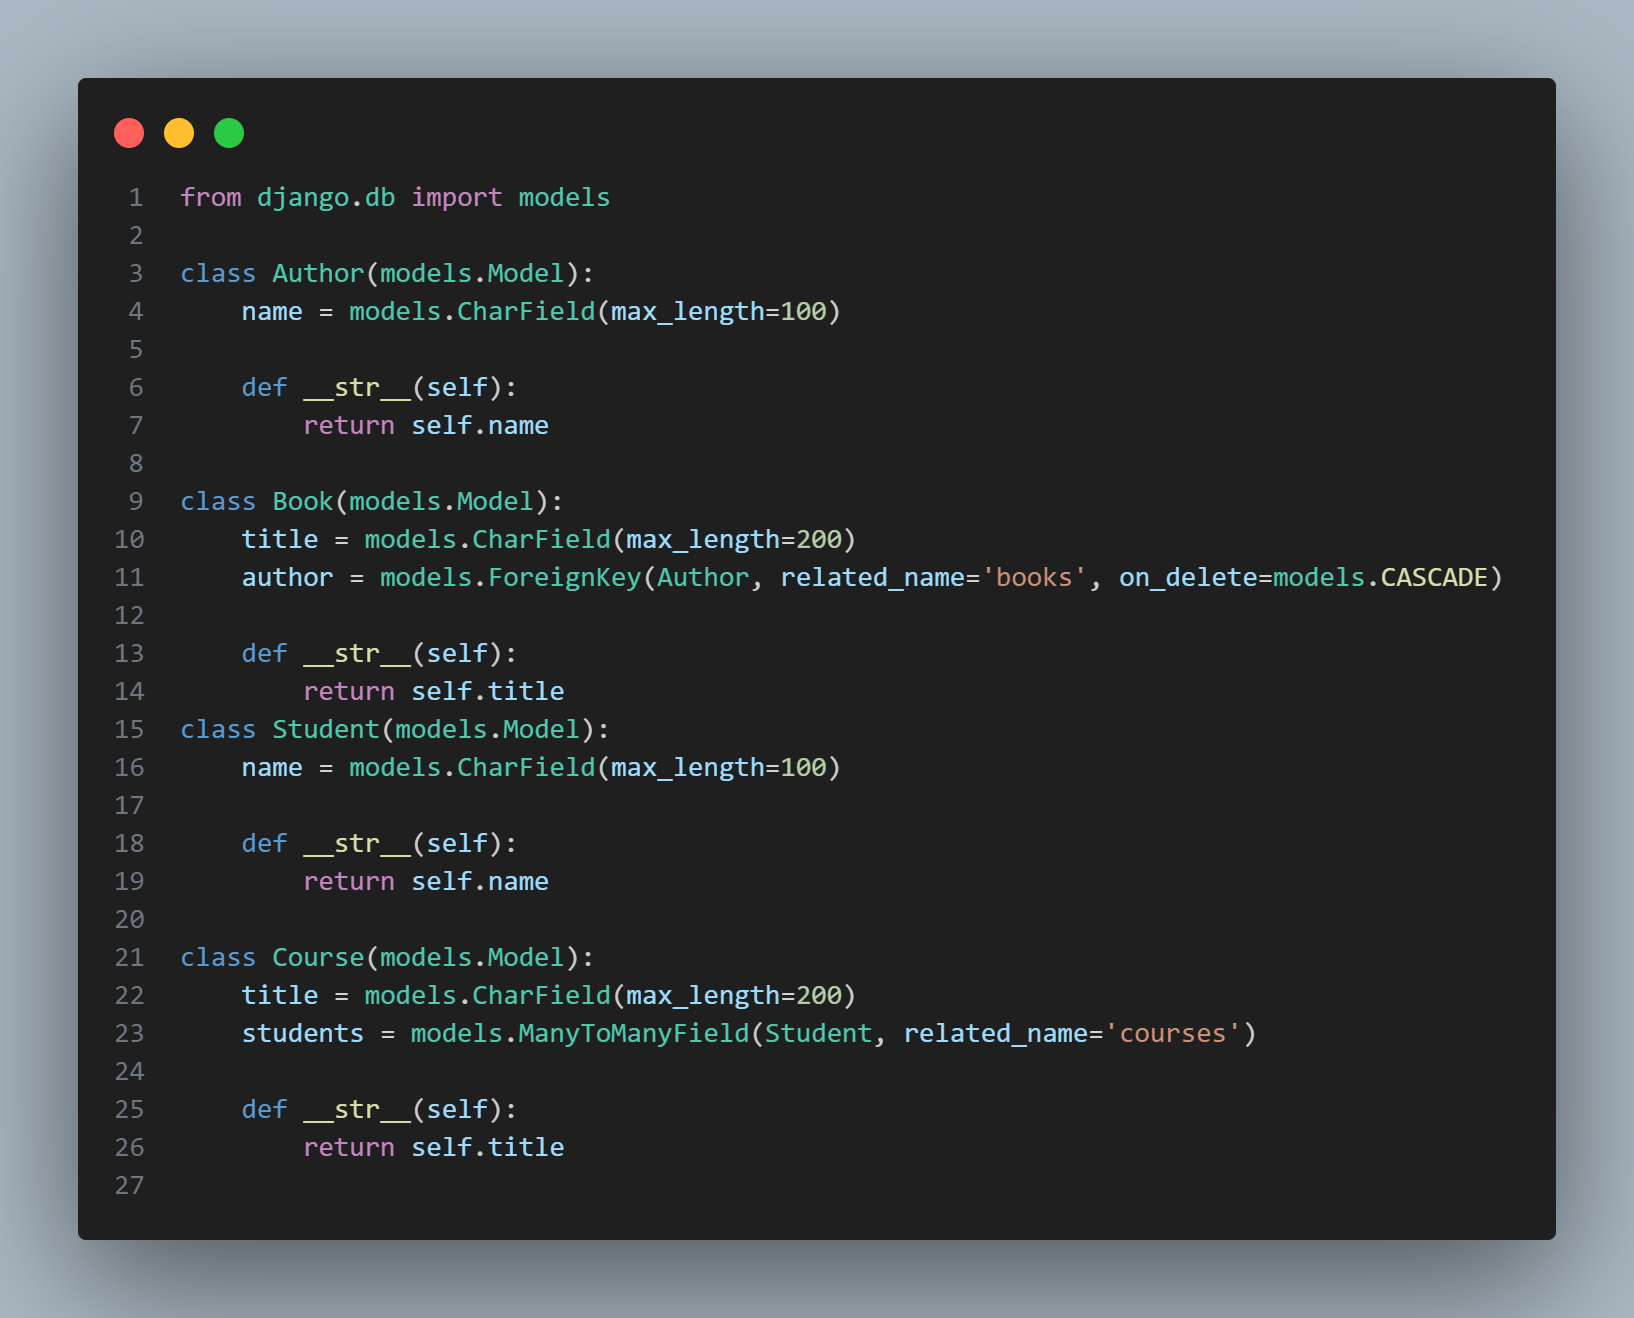 1 from django.db import models
2
3 class Author(models.Model):
4     name = models.CharField(max_length=100)
5
6     def __str__(self):
7         return self.name
8
9 class Book(models.Model):
10     title = models.CharField(max_length=200)
11     author = models.ForeignKey(Author, related_name='books', on_delete=models.CASCADE)
12
13     def __str__(self):
14         return self.title
15 class Student(models.Model):
16     name = models.CharField(max_length=100)
17
18     def __str__(self):
19         return self.name
20
21 class Course(models.Model):
22     title = models.CharField(max_length=200)
23     students = models.ManyToManyField(Student, related_name='courses')
24
25     def __str__(self):
26         return self.title
27